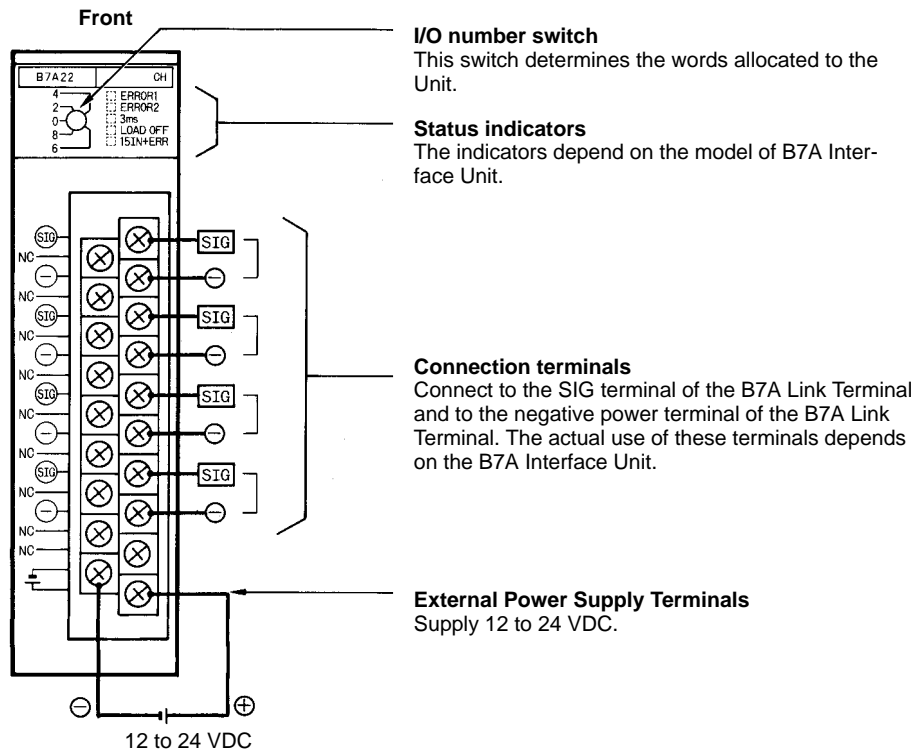 Front
I/O number switch
This switch determines the words allocated to the
Unit.
B7A22 CH
4
2
0
8
6
ERROR1
ERROR2
3ms
LOAD OFF
15IN+ERR
Status indicators
The indicators depend on the model of B7A Inter-
face Unit.
SIG
NC
−
NC
SIG
NC
−
NC
SIG
NC
−
NC
SIG
NC
−
NC
NC
SIG
−
SIG
−
SIG
−
SIG
−
Connection terminals
Connect to the SIG terminal of the B7A Link Terminal
and to the negative power terminal of the B7A Link
Terminal. The actual use of these terminals depends
on the B7A Interface Unit.
External Power Supply Terminals
Supply 12 to 24 VDC.
− +
12 to 24 VDC